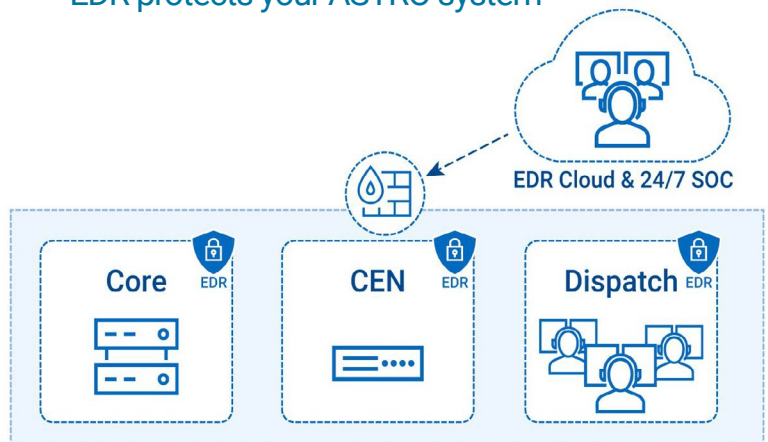 EDR protects your ASTRO system
EDR Cloud & 24/7 SOC
Core
EDR
CEN
EDR
Dispatch
EDR